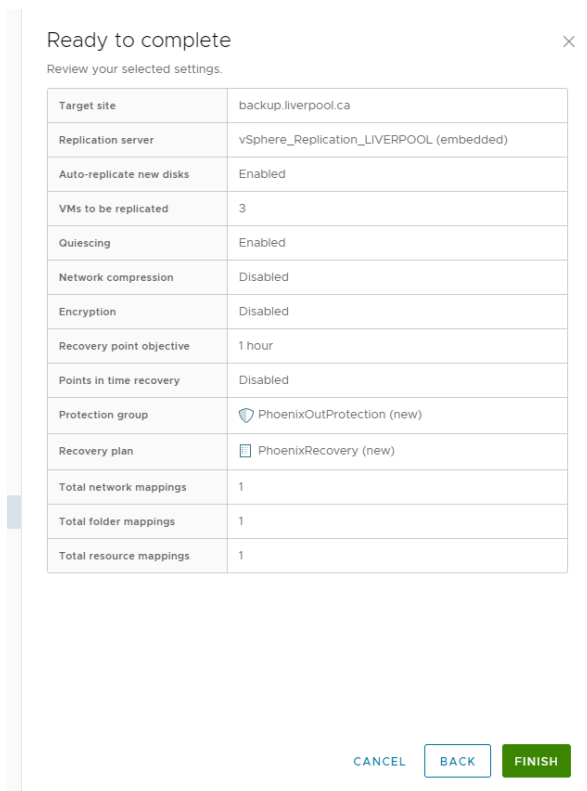 Ready to complete
Review your selected settings.
Target site backup.liverpool.ca
Replication server vSphere_Replication_LIVERPOOL (embedded)
Auto-replicate new disks Enabled
VMs to be replicated 3
Quiescing Enabled
Network compression Disabled
Encryption Disabled
Recovery point objective 1 hour
Points in time recovery Disabled
Protection group PhoenixOutProtection (new)
Recovery plan PhoenixRecovery (new)
Total network mappings 1
Total folder mappings 1
Total resource mappings 1
CANCEL BACK FINISH